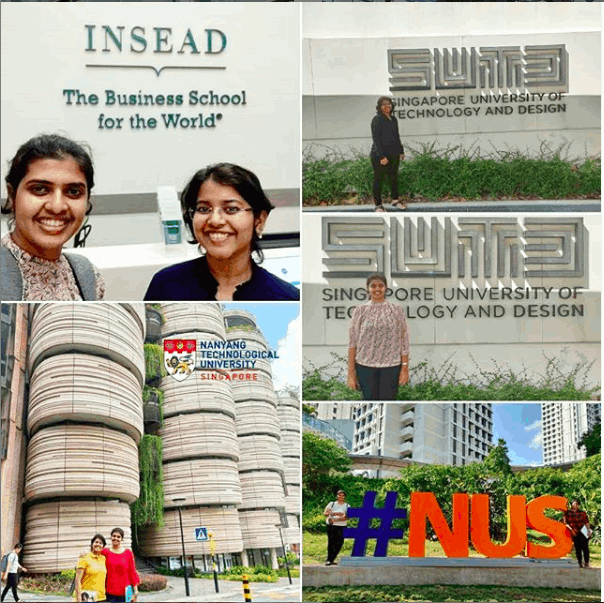 INSEAD
The Business School
for the World®
SUTD
SINGAPORE UNIVERSITY OF
TECHNOLOGY AND DESIGN
SUTD
SINGAPORE UNIVERSITY OF
TECHNOLOGY AND DESIGN
NANYANG
TECHNOLOGICAL
UNIVERSITY
SINGAPORE
#NUS